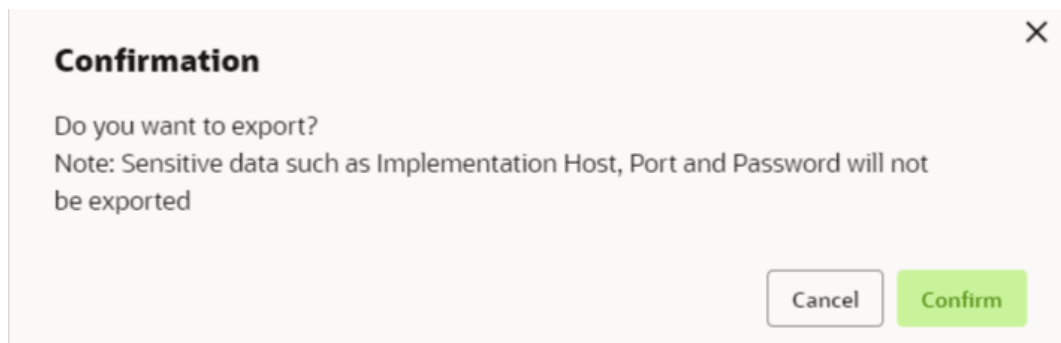 Confirmation
Do you want to export?
Note: Sensitive data such as Implementation Host, Port and Password will not
be exported
Cancel
Confirm